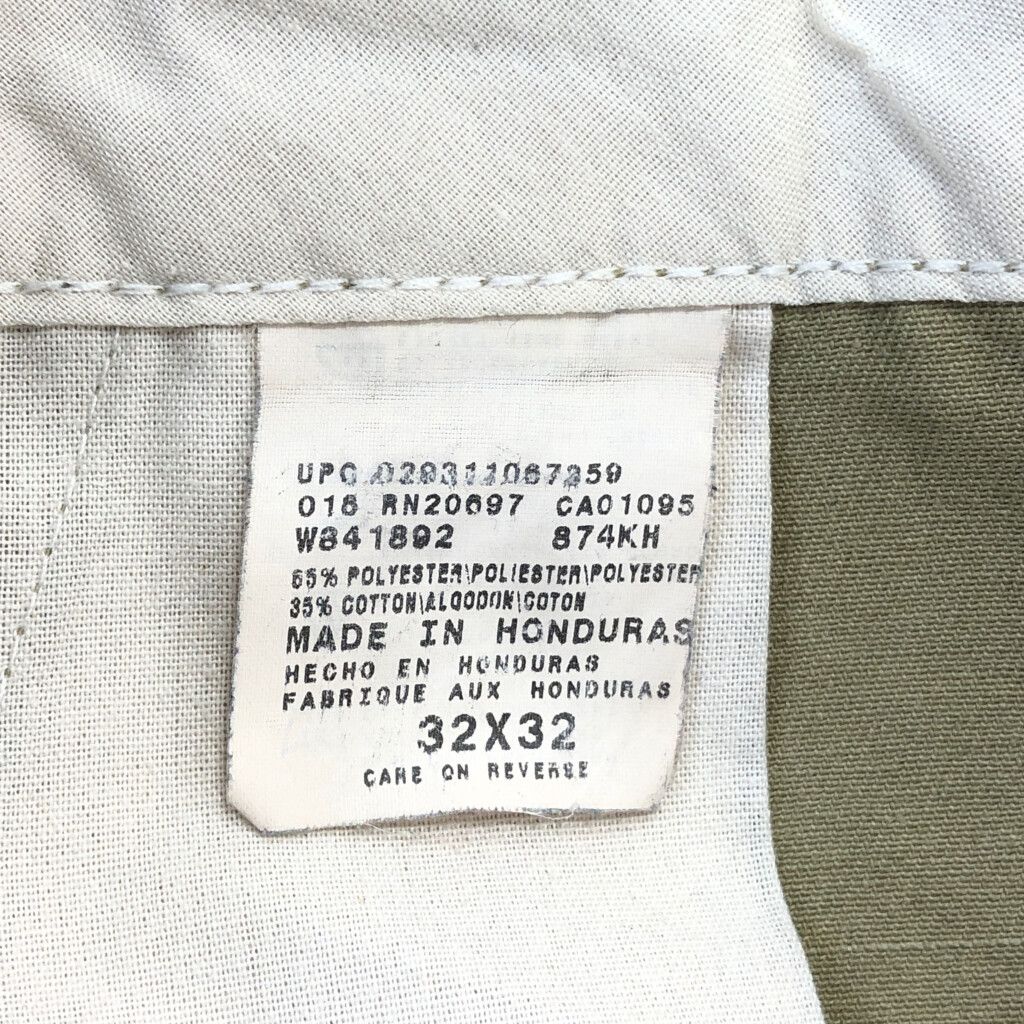 UPC 029311067359
016 RN20697 CA01095
W841892 874KH
65% POLYESTER\POLIESTER\POLYESTER
35% COTTON\ALGODON\COTON
MADE IN HONDURAS
HECHO EN HONDURAS
FABRIQUE AUX HONDURAS
32X32
CARE ON REVERSE